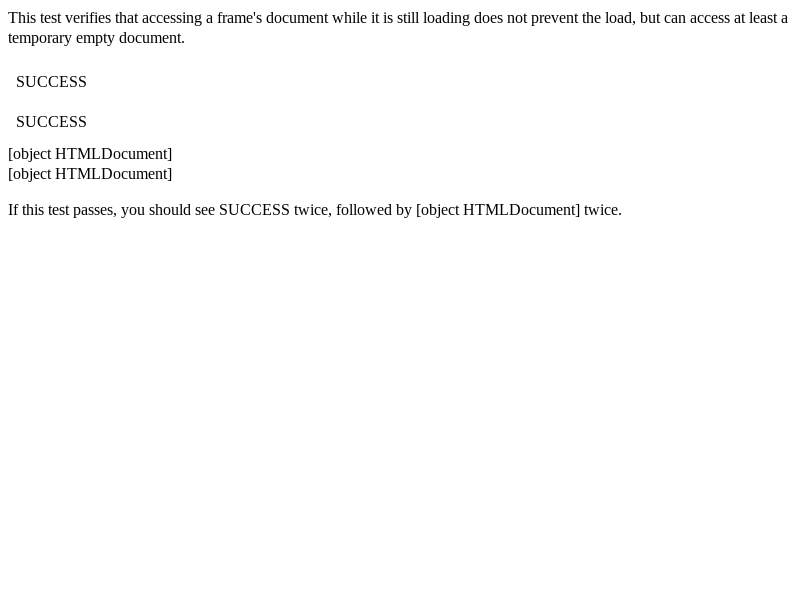 This test verifies that accessing a frame's document while it is still loading does not prevent the load, but can access at least a
temporary empty document.
SUCCESS
SUCCESS
[object HTMLDocument]
[object HTMLDocument]
If this test passes, you should see SUCCESS twice, followed by [object HTMLDocument] twice.